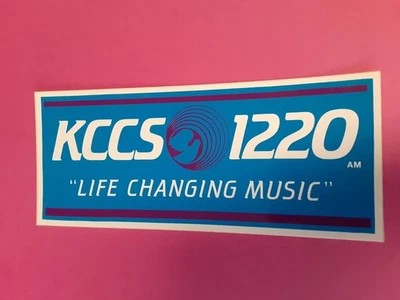 KCCS 1220
AM
"LIFE CHANGING MUSIC"